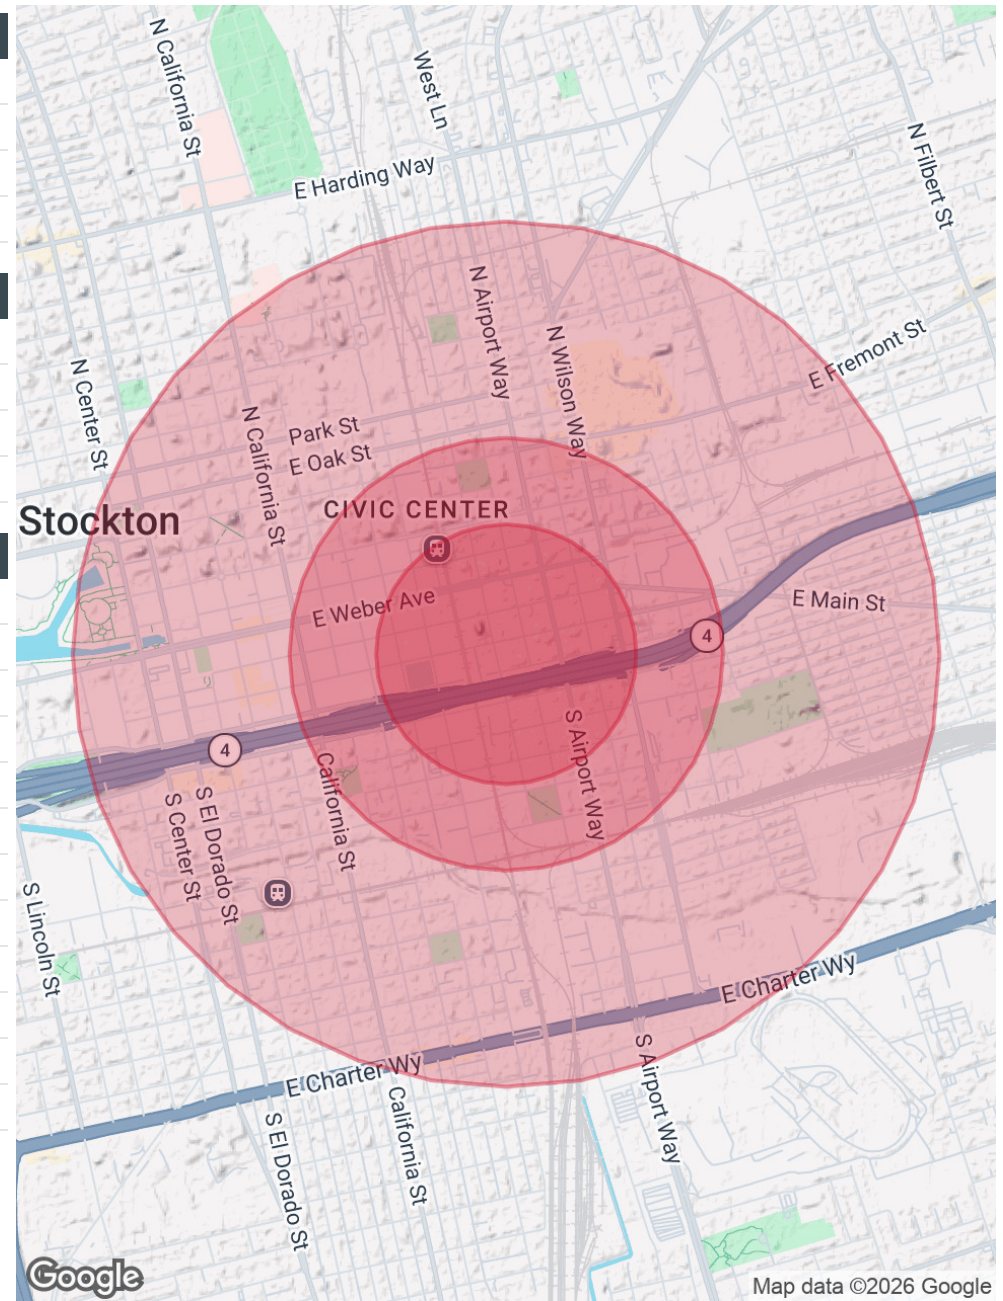 N California St
West Ln
N Filbert St
E Harding Way
N Airport Way
N Wilson Way
E Fremont St
N Center St
N California St
Park St
E Oak St
CIVIC CENTER
Stockton
E Weber Ave
E Main St
4
4
S Airport Way
California St
S Center St
S El Dorado St
S Lincoln St
E Charter Wy
E Charter Wy
S Airport Way
California St
S El Dorado St
Google
Map data ©2026 Google